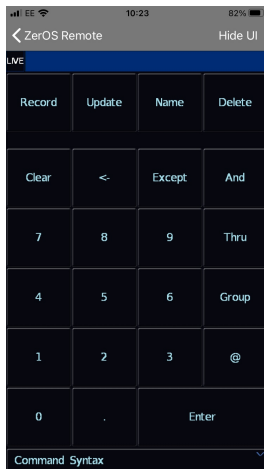 EE 10:23 82%
ZerOS Remote Hide UI
LIVE
Record Update Name Delete
Clear <- Except And
7 8 9 Thru
4 5 6 Group
1 2 3 @
0 . Enter
Command Syntax